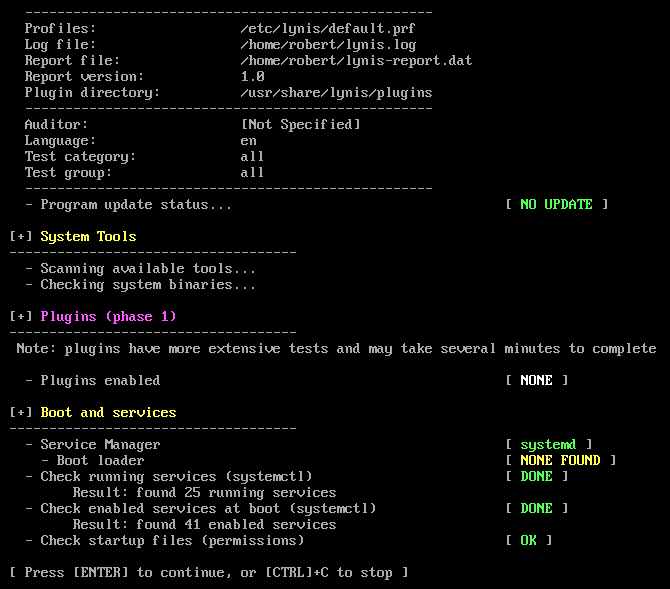 ---------------------------------------------------
Profiles: /etc/lynis/default.prf
Log file: /home/robert/lynis.log
Report file: /home/robert/lynis-report.dat
Report version: 1.0
Plugin directory: /usr/share/lynis/plugins
---------------------------------------------------
Auditor: [Not Specified]
Language: en
Test category: all
Test group: all
---------------------------------------------------
- Program update status... [ NO UPDATE ]
[+] System Tools
------------------------------------
- Scanning available tools...
- Checking system binaries...
[+] Plugins (phase 1)
------------------------------------
Note: plugins have more extensive tests and may take several minutes to complete
- Plugins enabled [ NONE ]
[+] Boot and services
------------------------------------
- Service Manager [ systemd ]
- Boot loader [ NONE FOUND ]
- Check running services (systemctl) [ DONE ]
Result: found 25 running services
- Check enabled services at boot (systemctl) [ DONE ]
Result: found 41 enabled services
- Check startup files (permissions) [ OK ]
[ Press [ENTER] to continue, or [CTRL]+C to stop ]